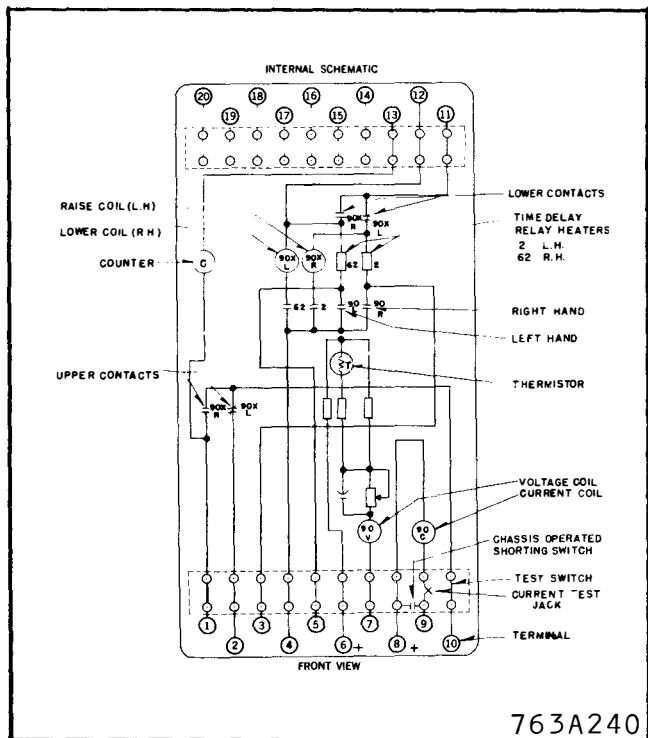 INTERNAL SCHEMATIC
20 18 16 14 12
19 17 15 13 11
LOWER CONTACTS
RAISE COIL (L.H)
90X R
90X L
TIME DELAY
RELAY HEATERS
2 L.H.
62 R.H.
LOWER COIL (R H)
COUNTER
C
90X L
90X R
62
2
62
2
90
90 R
RIGHT HAND
LEFT HAND
T
THERMISTOR
UPPER CONTACTS
90X R
90X L
VOLTAGE COIL
CURRENT COIL
90 V
90 C
CHASSIS OPERATED
SHORTING SWITCH
TEST SWITCH
CURRENT TEST
JACK
1 3 5 7 9
2 4 6 + 8 + 10
TERMINAL
FRONT VIEW
763A240